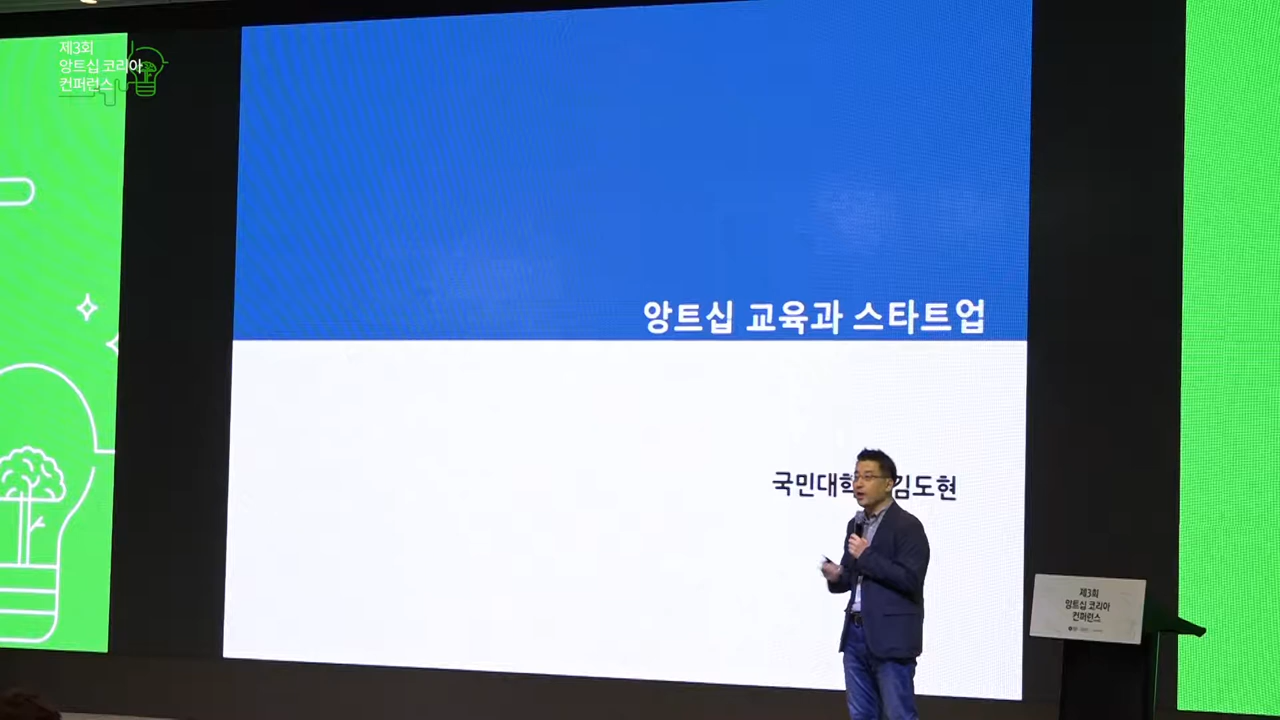 제3회
앙트십 코리아
컨퍼런스
앙트십 교육과 스타트업
국민대학 김도현
제3회
앙트십 코리아
컨퍼런스